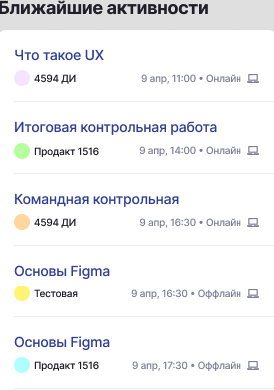 Ближайшие активности
Что такое UX
4594 ДИ 9 апр, 11:00 • Онлайн
Итоговая контрольная работа
Продакт 1516 9 апр, 14:00 • Онлайн
Командная контрольная
4594 ДИ 9 апр, 16:30 • Онлайн
Основы Figma
Тестовая 9 апр, 16:30 • Оффлайн
Основы Figma
Продакт 1516 9 апр, 17:30 • Оффлайн